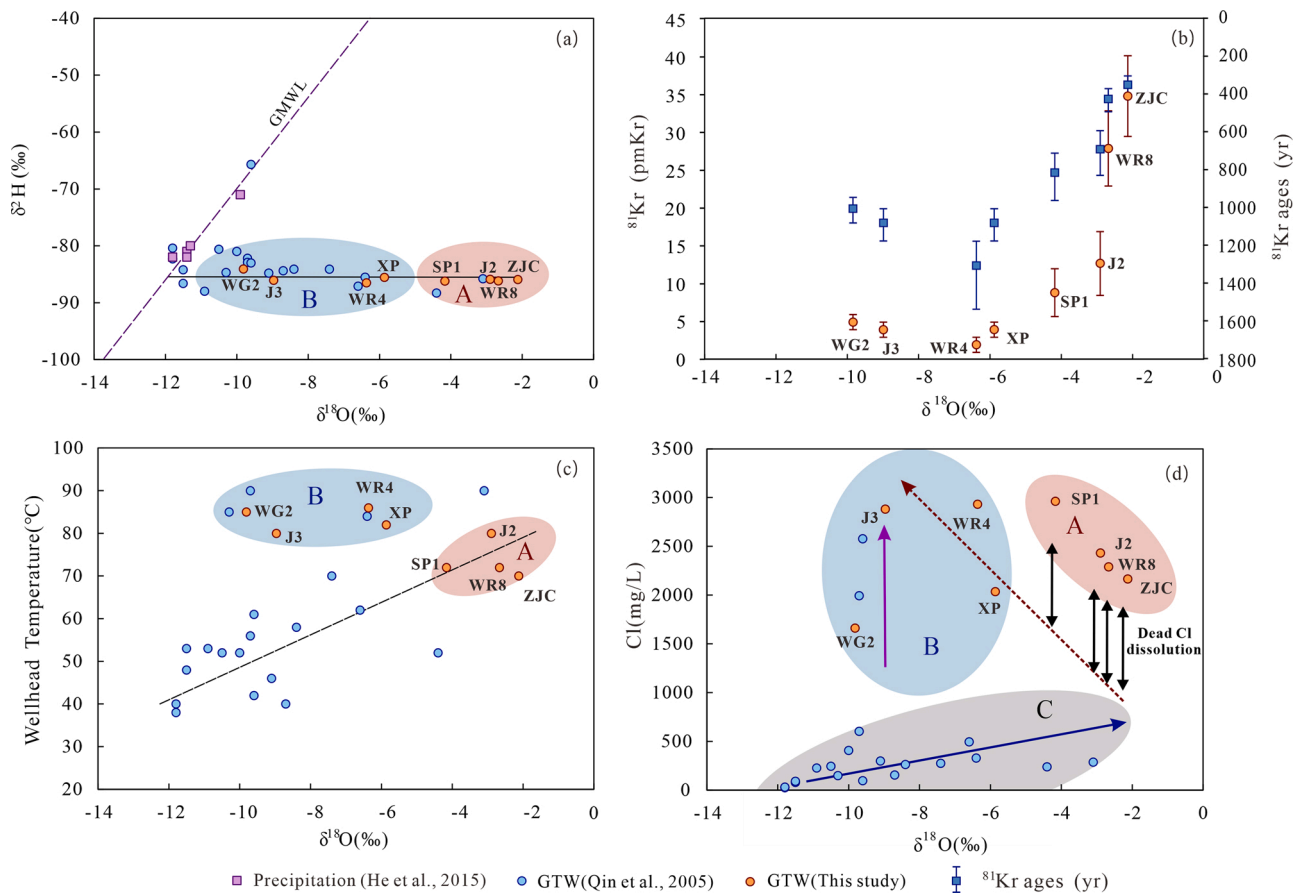 (a)
-40
-50
-60
-70
-80
-90
-100
δ²H (‰)
GMWL
WG2
J3
B
WR4
XP
SP1
J2
A
WR8
ZJC
-14
-12
-10
-8
-6
-4
-2
0
δ¹⁸O(‰)
(b)
45
40
35
30
25
20
15
10
5
0
⁸¹Kr (pmKr)
ZJC
WR8
J2
SP1
WG2
J3
WR4
XP
0
200
400
600
800
1000
1200
1400
1600
1800
⁸¹Kr ages (yr)
-14
-12
-10
-8
-6
-4
-2
0
δ¹⁸O(‰)
(c)
100
90
80
70
60
50
40
30
20
Wellhead Temperature(°C)
B
WG2
J3
WR4
XP
J2
A
SP1
WR8
ZJC
-14
-12
-10
-8
-6
-4
-2
0
δ¹⁸O(‰)
(d)
3500
3000
2500
2000
1500
1000
500
0
Cl(mg/L)
J3
WR4
XP
WG2
B
SP1
A
J2
WR8
ZJC
Dead Cl
dissolution
C
-14
-12
-10
-8
-6
-4
-2
0
δ¹⁸O(‰)
Precipitation (He et al., 2015)
GTW(Qin et al., 2005)
GTW(This study)
⁸¹Kr ages (yr)